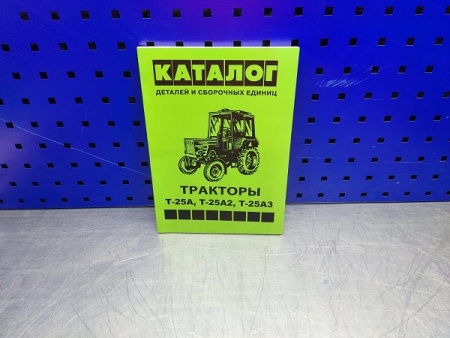 КАТАЛОГ
ДЕТАЛЕЙ И СБОРОЧНЫХ ЕДИНИЦ
ТРАКТОРЫ
Т-25А, Т-25А2, Т-25А3